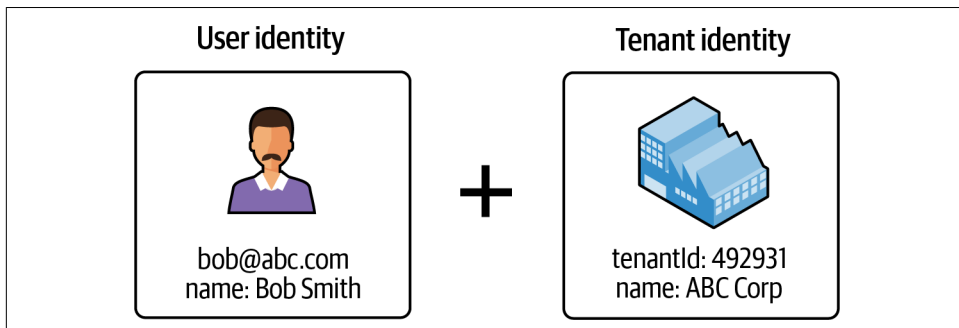 User identity
bob@abc.com
name: Bob Smith
Tenant identity
tenantId: 492931
name: ABC Corp